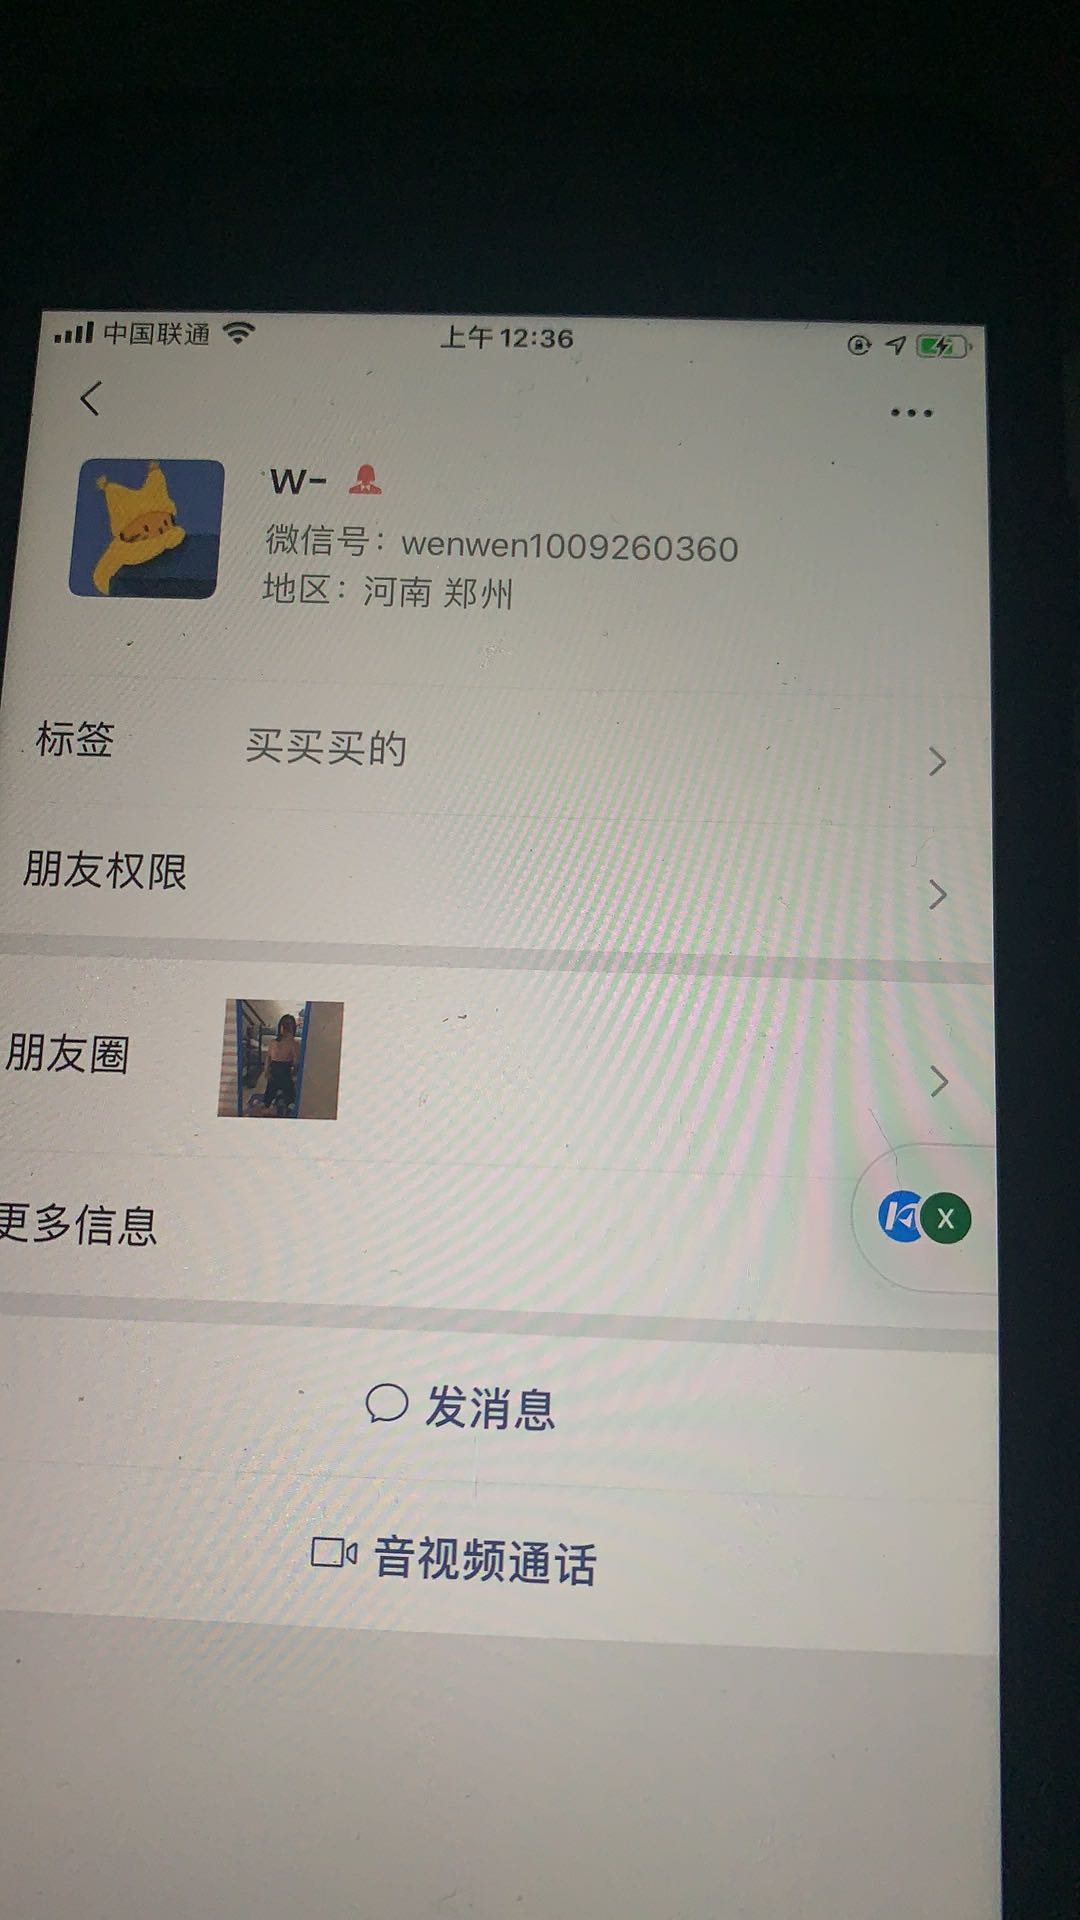 中国联通 上午12:36
W-
微信号：wenwen1009260360
地区：河南 郑州
标签 买买买的
朋友权限
朋友圈
更多信息
X
发消息
音视频通话